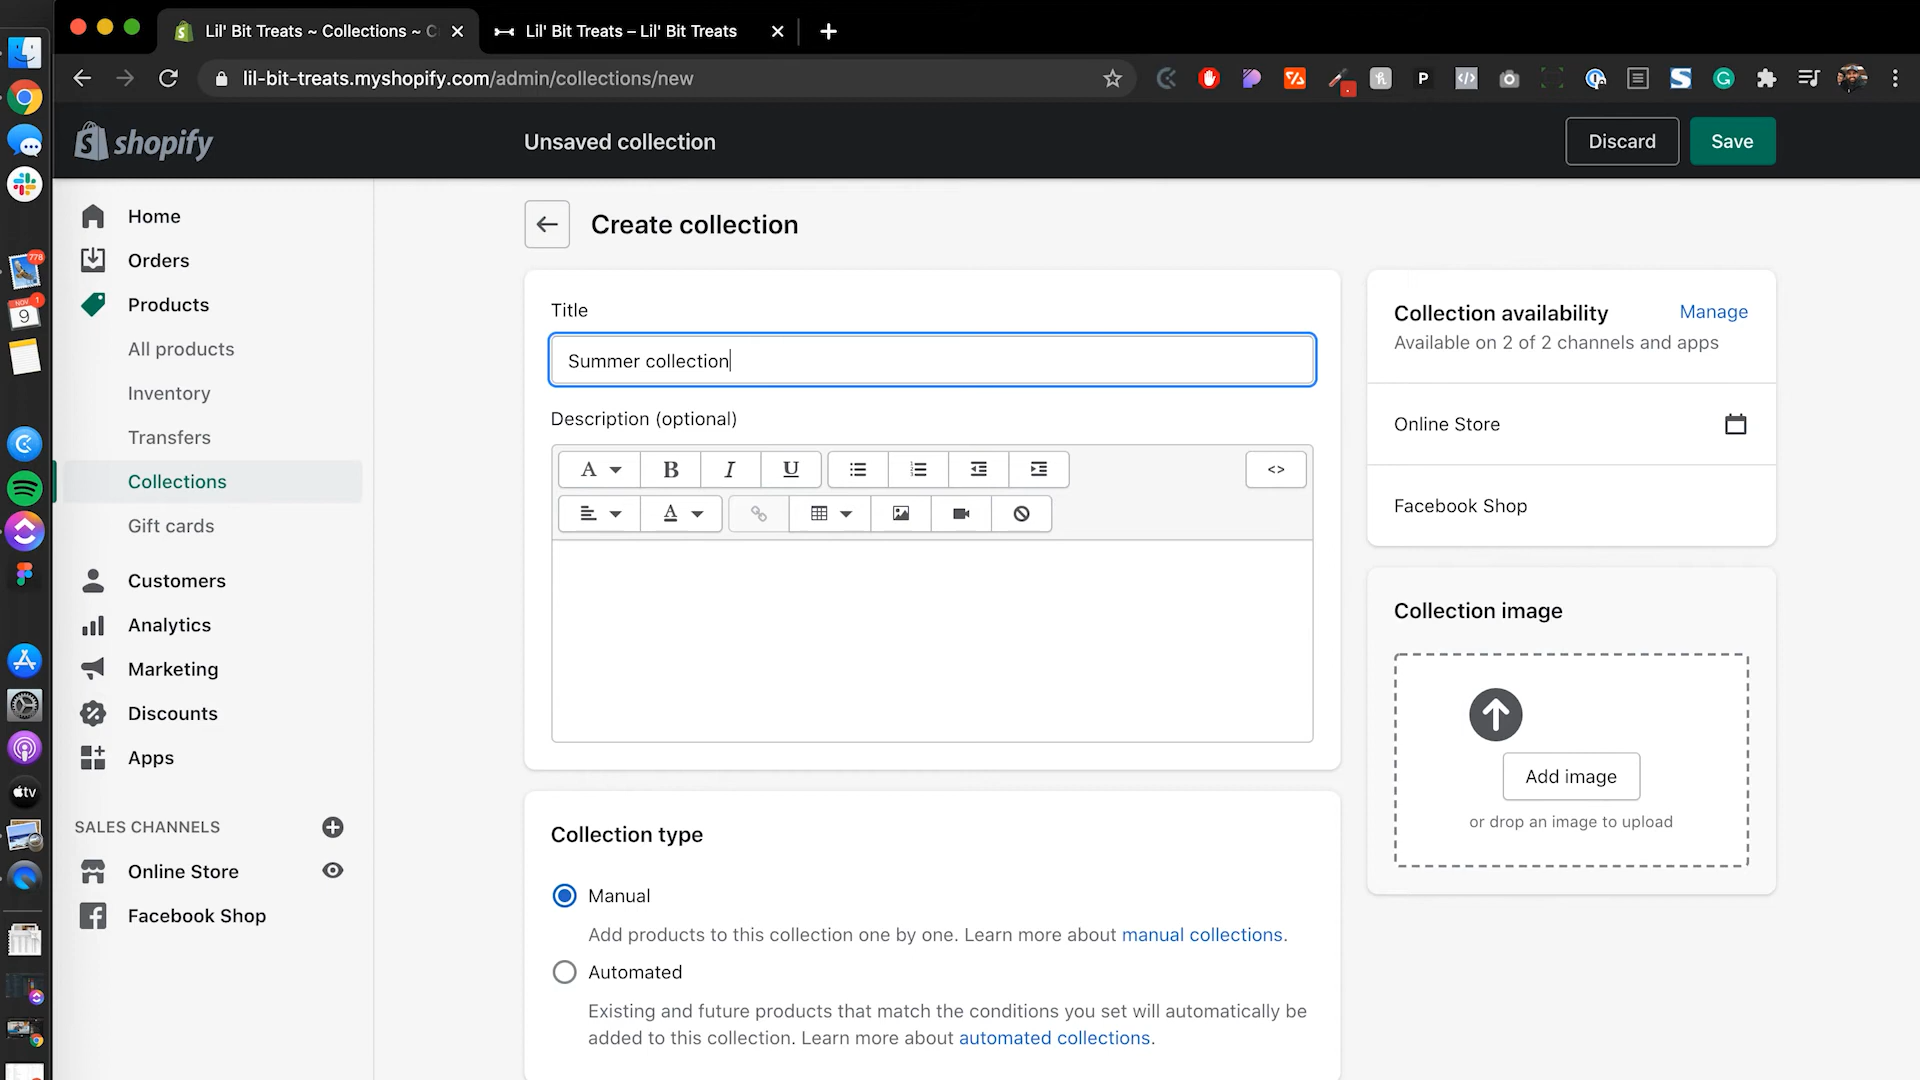 Lil' Bit Treats ~ Collections ~ C
Lil' Bit Treats – Lil' Bit Treats
lil-bit-treats.myshopify.com/admin/collections/new
shopify
Unsaved collection
Discard
Save
Home
Orders
Products
All products
Inventory
Transfers
Collections
Gift cards
Customers
Analytics
Marketing
Discounts
Apps
SALES CHANNELS
Online Store
Facebook Shop
Create collection
Title
Summer collection
Description (optional)
Collection type
Manual
Add products to this collection one by one. Learn more about manual collections.
Automated
Existing and future products that match the conditions you set will automatically be
added to this collection. Learn more about automated collections.
Collection availability
Manage
Available on 2 of 2 channels and apps
Online Store
Facebook Shop
Collection image
Add image
or drop an image to upload
778
NOV
1
9
tv